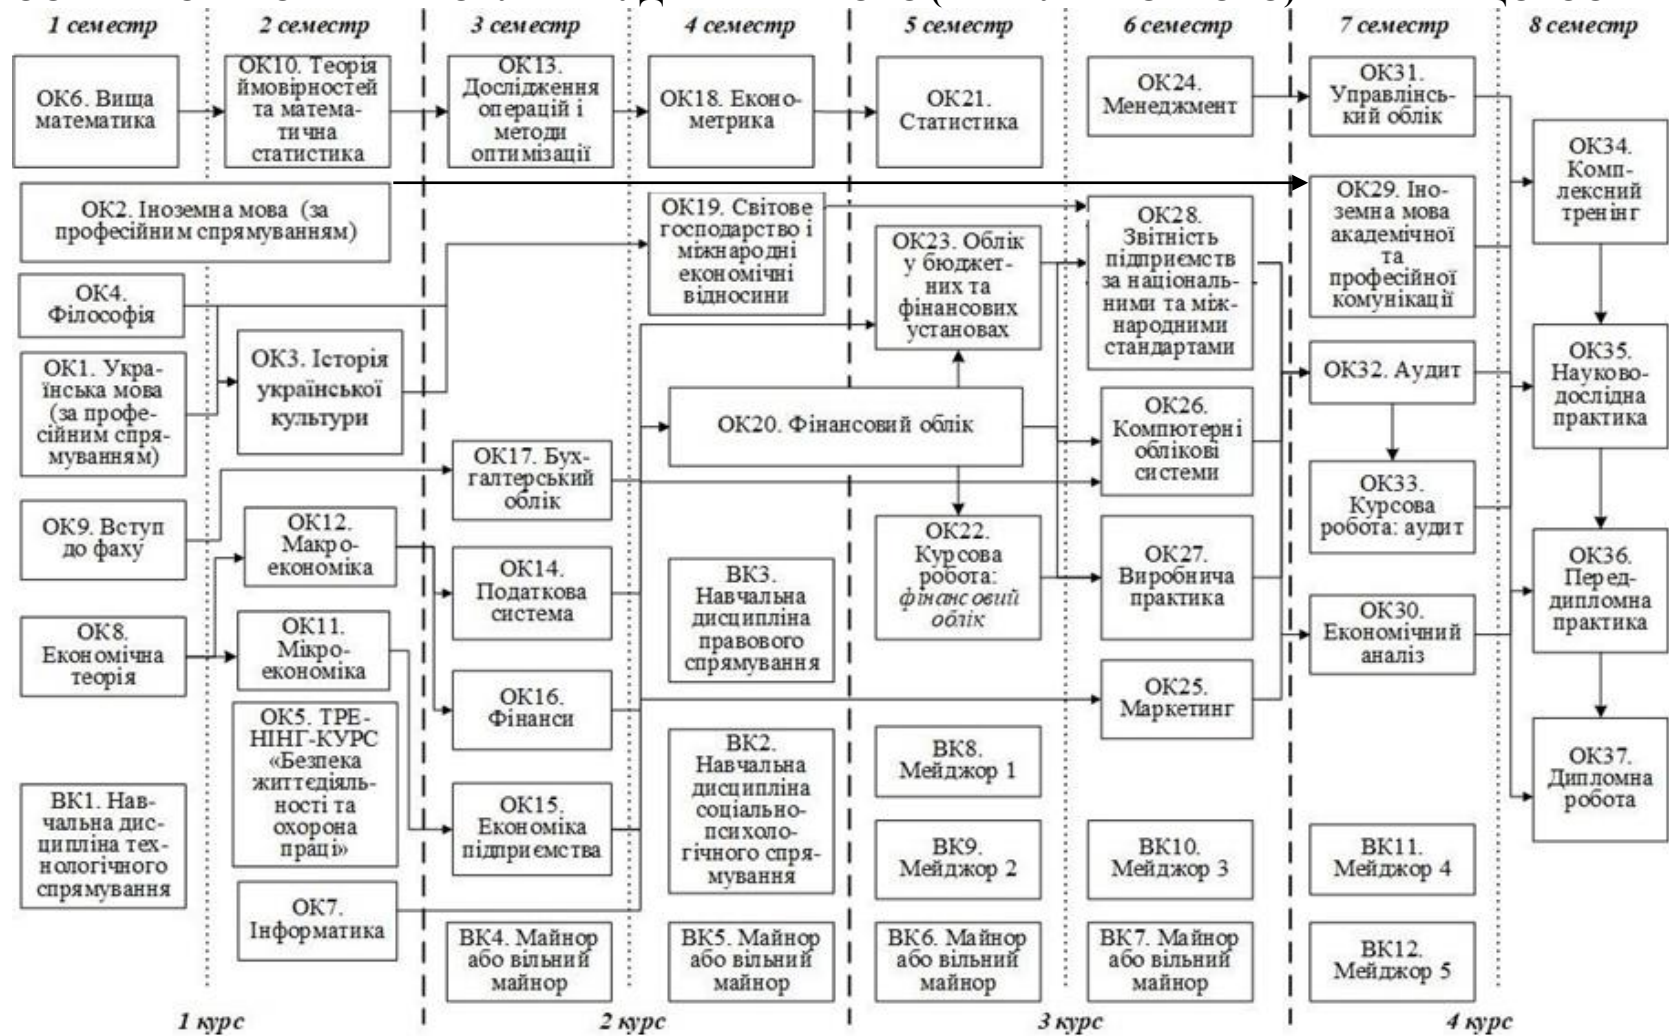 1 семестр
2 семестр
3 семестр
4 семестр
5 семестр
6 семестр
7 семестр
8 семестр
ОК6. Вища
математика
ОК10. Теорія
ймовірностей
та матема-
тична
статистика
ОК13.
Дослідження
операцій і
методи
оптимізації
ОК18. Еконо-
метрика
ОК21.
Статистика
ОК24.
Менеджмент
ОК31.
Управлінсь-
кий облік
ОК34.
Комп-
лексний
тренінг
ОК2. Іноземна мова (за
професійним спрямуванням)
ОК19. Світове
господарство і
міжнародні
економічні
відносини
ОК23. Облік
у бюджет-
них та
фінансових
установах
ОК28.
Звітність
підприємств
за національ-
ними та між-
народними
стандартами
ОК29. Іно-
земна мова
академічної
та
професійної
комунікації
ОК4.
Філософія
ОК1. Укра-
їнська мова
(за профе-
сійним спря-
муванням)
ОК3. Історія
української
культури
ОК32. Аудит
ОК35.
Науково-
дослідна
практика
ОК20. Фінансовий облік
ОК26.
Компютерні
облікові
системи
ОК17. Бух-
галтерський
облік
ОК33.
Курсова
робота: аудит
ОК9. Вступ
до фаху
ОК12.
Макро-
економіка
ОК14.
Податкова
система
ВК3.
Навчальна
дисципліна
правового
спрямування
ОК22.
Курсова
робота:
фінансовий
облік
ОК27.
Виробнича
практика
ОК36.
Перед-
дипломна
практика
ОК8.
Економічна
теорія
ОК11.
Мікро-
економіка
ОК30.
Економічний
аналіз
ОК16.
Фінанси
ОК25.
Маркетинг
ОК5. ТРЕ-
НІНГ-КУРС
«Безпека
життєдіяль-
ності та
охорона
праці»
ВК2.
Навчальна
дисципліна
соціально-
психоло-
гічного спря-
мування
ВК8.
Мейджор 1
ОК37.
Дипломна
робота
ВК1. Нав-
чальна дис-
ципліна тех-
нологічного
спрямування
ОК15.
Економіка
підприємства
ВК9.
Мейджор 2
ВК10.
Мейджор 3
ВК11.
Мейджор 4
ОК7.
Інформатика
ВК4. Майнор
або вільний
майнор
ВК5. Майнор
або вільний
майнор
ВК6. Майнор
або вільний
майнор
ВК7. Майнор
або вільний
майнор
ВК12.
Мейджор 5
1 курс
2 курс
3 курс
4 курс